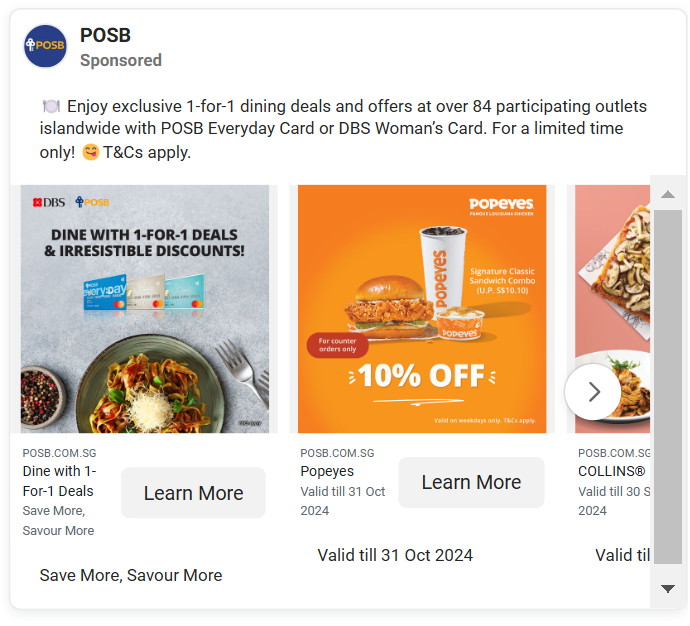 POSB
POSB
Sponsored
🍽️ Enjoy exclusive 1-for-1 dining deals and offers at over 84 participating outlets
islandwide with POSB Everyday Card or DBS Woman's Card. For a limited time
only! 😋 T&Cs apply.
DBS POSB
DINE WITH 1-FOR-1 DEALS
& IRRESISTIBLE DISCOUNTS!
POSB
everyday
POPEYES
FAMOUS LOUISIANA CHICKEN
POPEYES
Signature Classic
Sandwich Combo
(U.P. S$10.10)
POPEYES
For counter
orders only
10% OFF
Valid on weekdays only. T&Cs apply.
POSB.COM.SG
Dine with 1-
For-1 Deals
Save More,
Savour More
Learn More
Save More, Savour More
POSB.COM.SG
Popeyes
Valid till 31 Oct
2024
Learn More
Valid till 31 Oct 2024
POSB.COM.SG
COLLINS®
Valid till 30 S
2024
Valid til